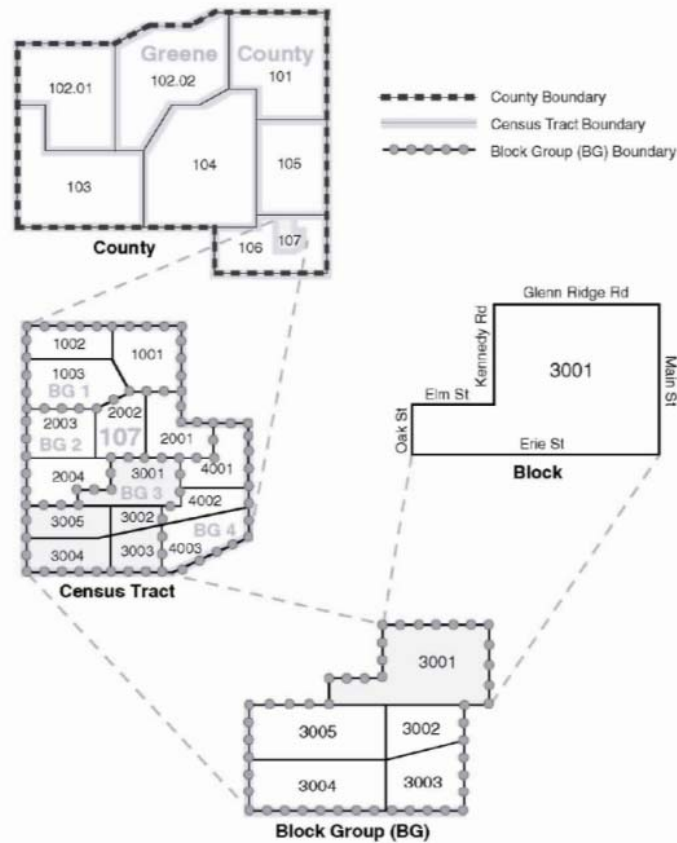 Greene County
102.01
102.02
101
103
104
105
106
107
County
County Boundary
Census Tract Boundary
Block Group (BG) Boundary
1002
1001
1003
BG 1
2003
2002
BG 2
107
2001
2004
3001
4001
BG 3
4002
3005
3002
BG 4
3004
3003
4003
Census Tract
Glenn Ridge Rd
Kennedy Rd
3001
Main St
Elm St
Oak St
Erie St
Block
3001
3005
3002
3004
3003
Block Group (BG)